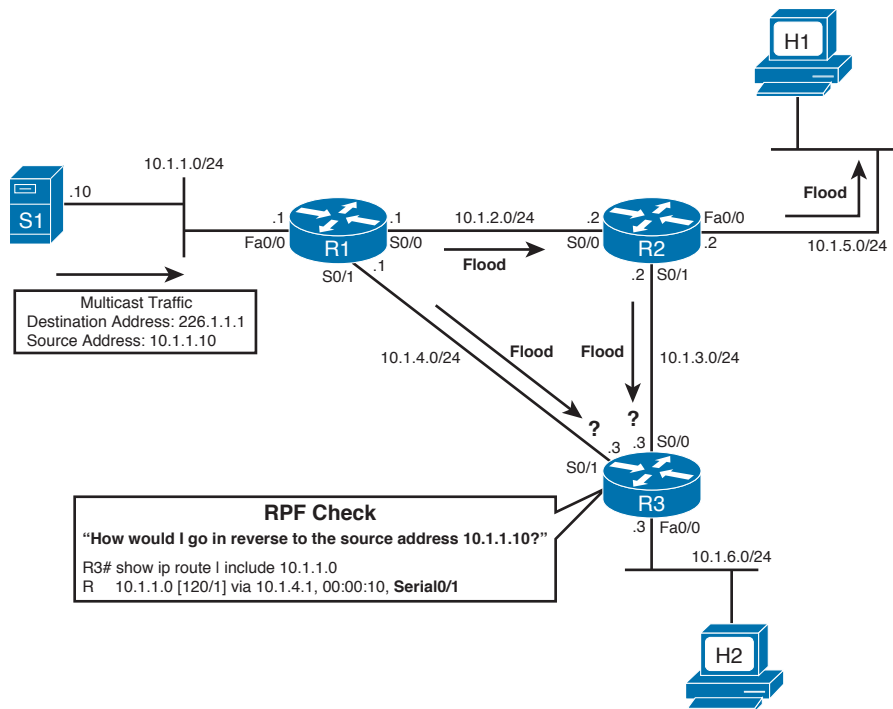 H1
10.1.1.0/24
.10
S1
Flood
.1
.1
10.1.2.0/24
.2
Fa0/0
Fa0/0
R1
S0/0
S0/0
R2
.2
10.1.5.0/24
Flood
S0/1
.1
.2
S0/1
Multicast Traffic
Destination Address: 226.1.1.1
Source Address: 10.1.1.10
10.1.4.0/24
Flood
Flood
10.1.3.0/24
?
?
.3
.3
S0/0
S0/1
R3
RPF Check
“How would I go in reverse to the source address 10.1.1.10?”
R3# show ip route | include 10.1.1.0
R 10.1.1.0 [120/1] via 10.1.4.1, 00:00:10, Serial0/1
.3
Fa0/0
10.1.6.0/24
H2